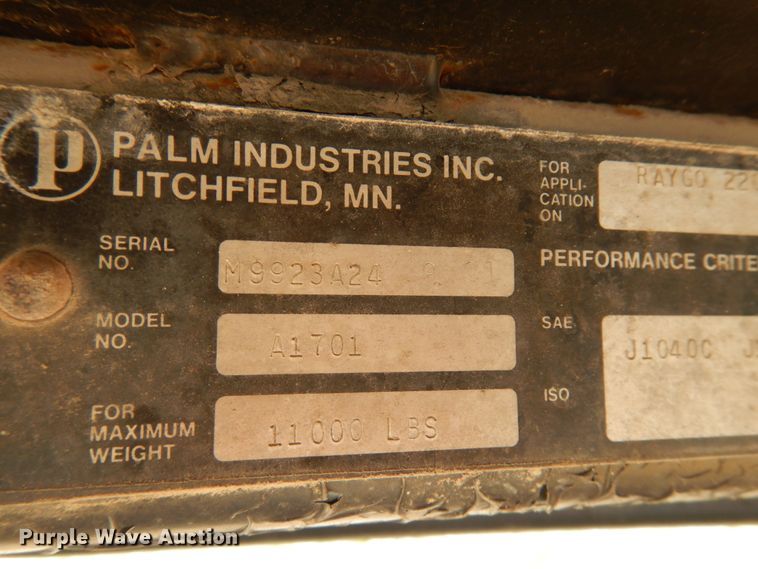 P
PALM INDUSTRIES INC.
LITCHFIELD, MN.
SERIAL
NO.
M9923A24
MODEL
NO.
A1701
FOR
MAXIMUM
WEIGHT
11000 LBS
FOR
APPLI-
CATION
ON
RAYGO
PERFORMANCE
SAE
J1040C
ISO
Purple Wave Auction